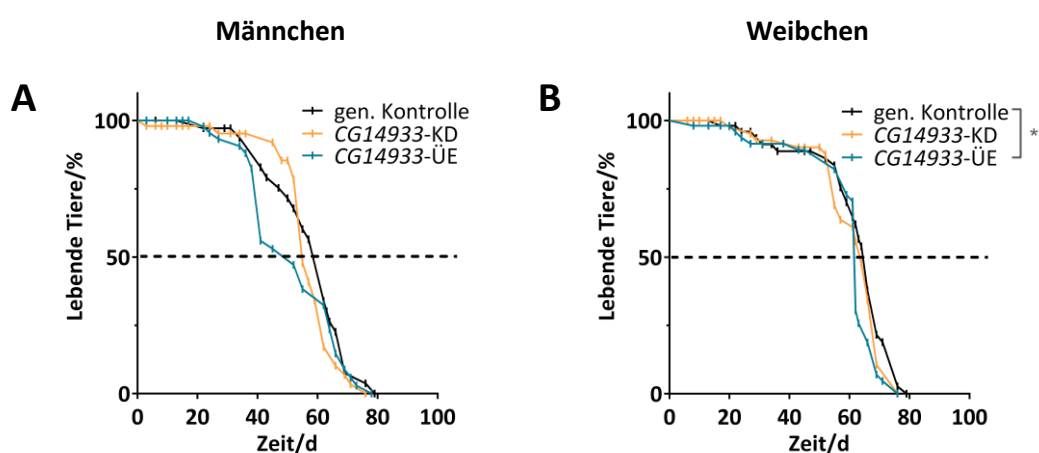 Männchen
Weibchen
A
gen. Kontrolle
CG14933-KD
CG14933-ÜE
Lebende Tiere/%
100
50
0
0 20 40 60 80 100
Zeit/d
B
gen. Kontrolle
CG14933-KD
CG14933-ÜE
*
Lebende Tiere/%
100
50
0
0 20 40 60 80 100
Zeit/d